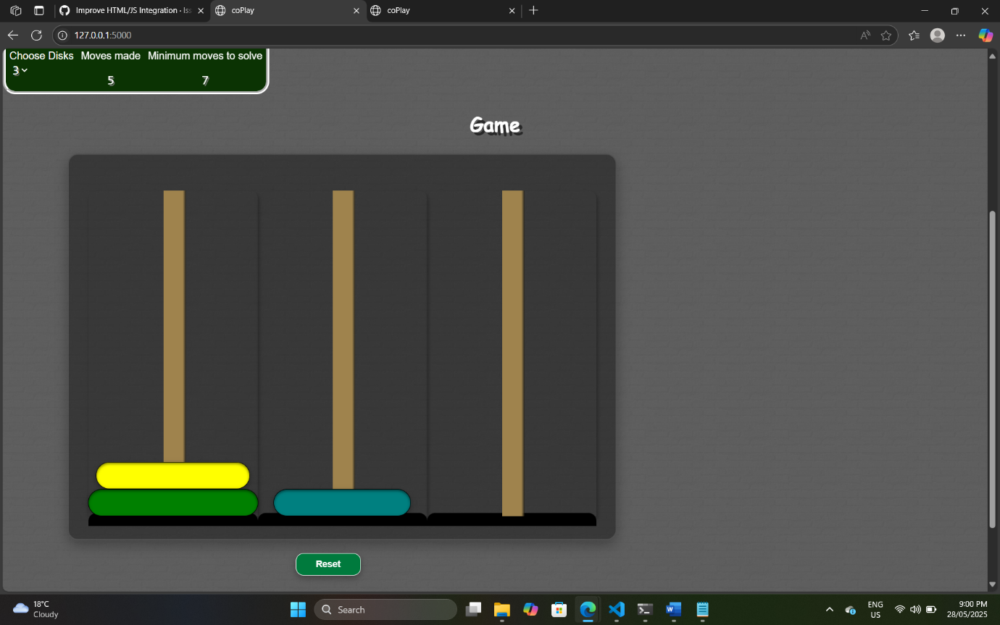 Improve HTML/JS Integration · Iss
coPlay
coPlay
127.0.0.1:5000
Choose Disks Moves made Minimum moves to solve
3
5 7
Game
Reset
18°C
Cloudy
Search
ENG
US
9:00 PM
28/05/2025